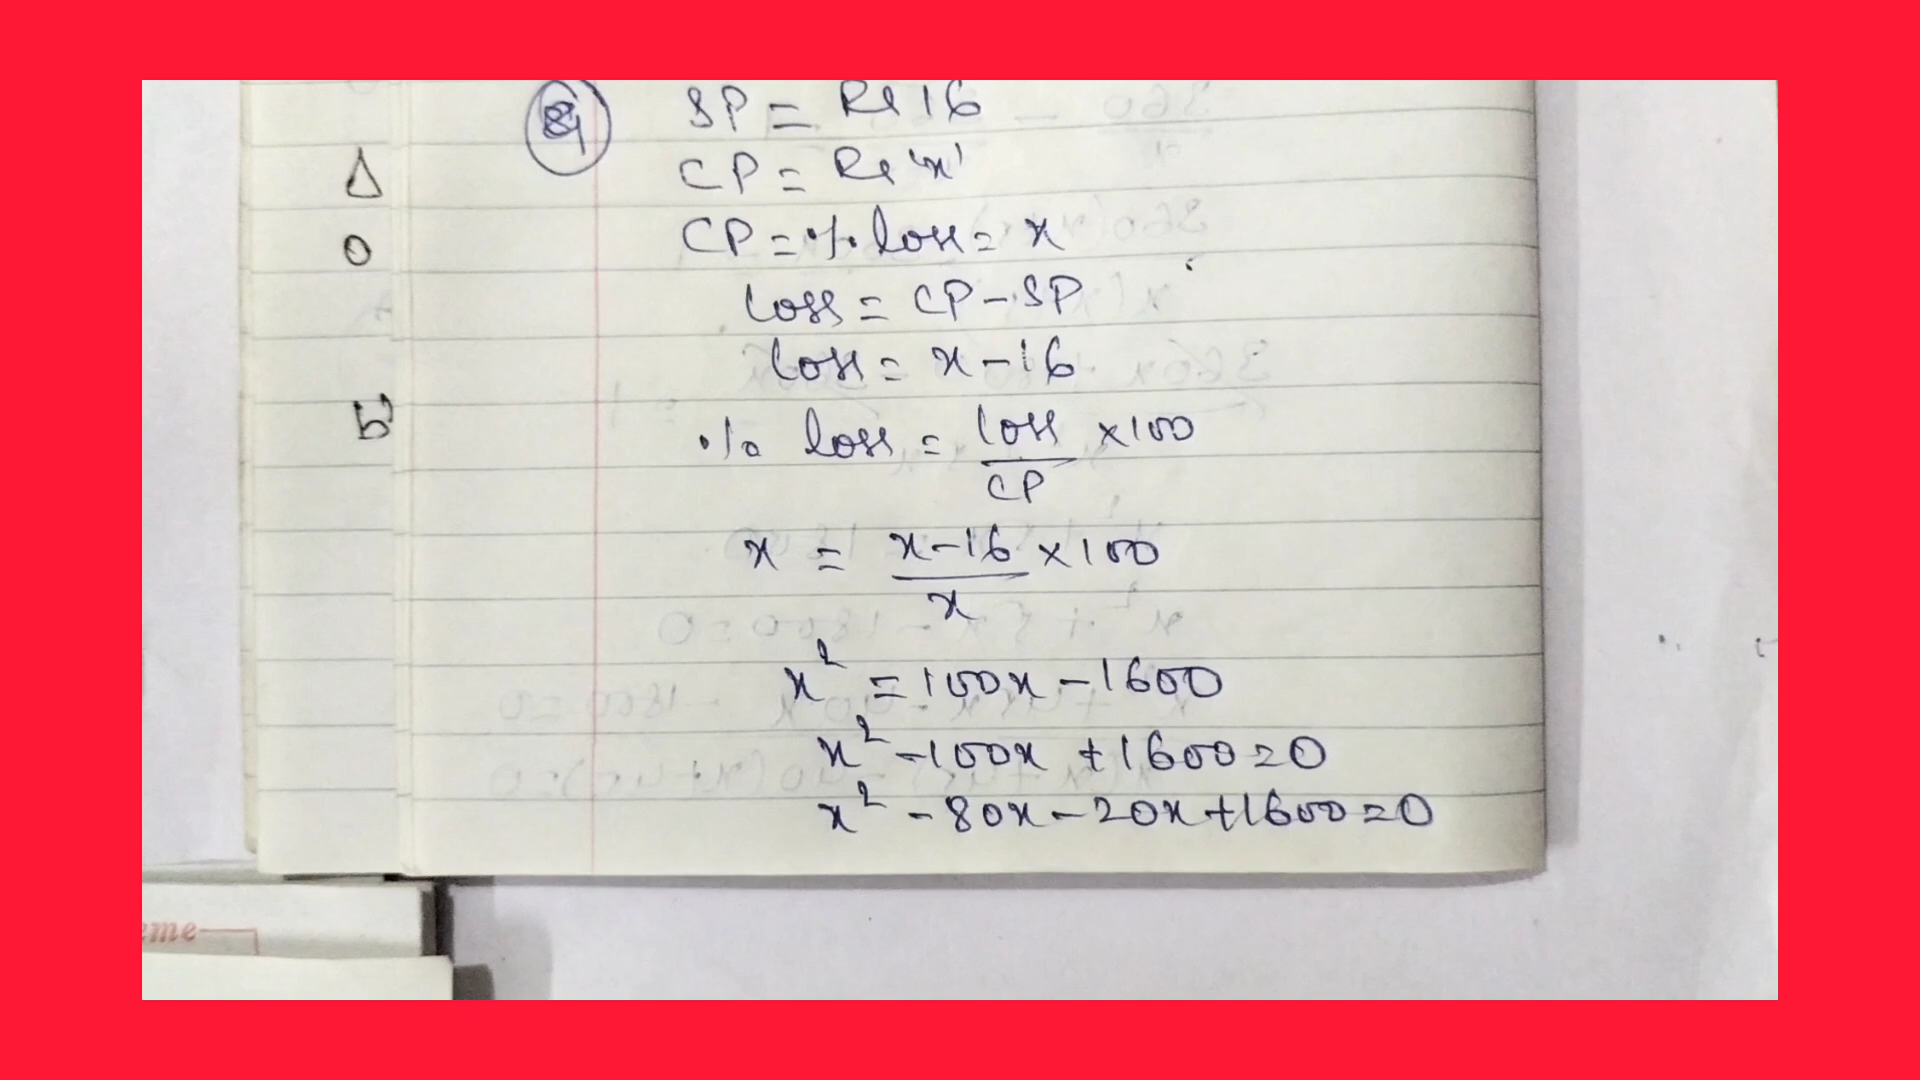 SP = Rs 16
CP = Rs 'x'
CP = % loss = x
Loss = CP - SP
loss = x - 16
% loss = loss/CP × 100
x = x-16/x × 100
x² = 100x - 1600
x² - 100x + 1600 = 0
x² - 80x - 20x + 1600 = 0